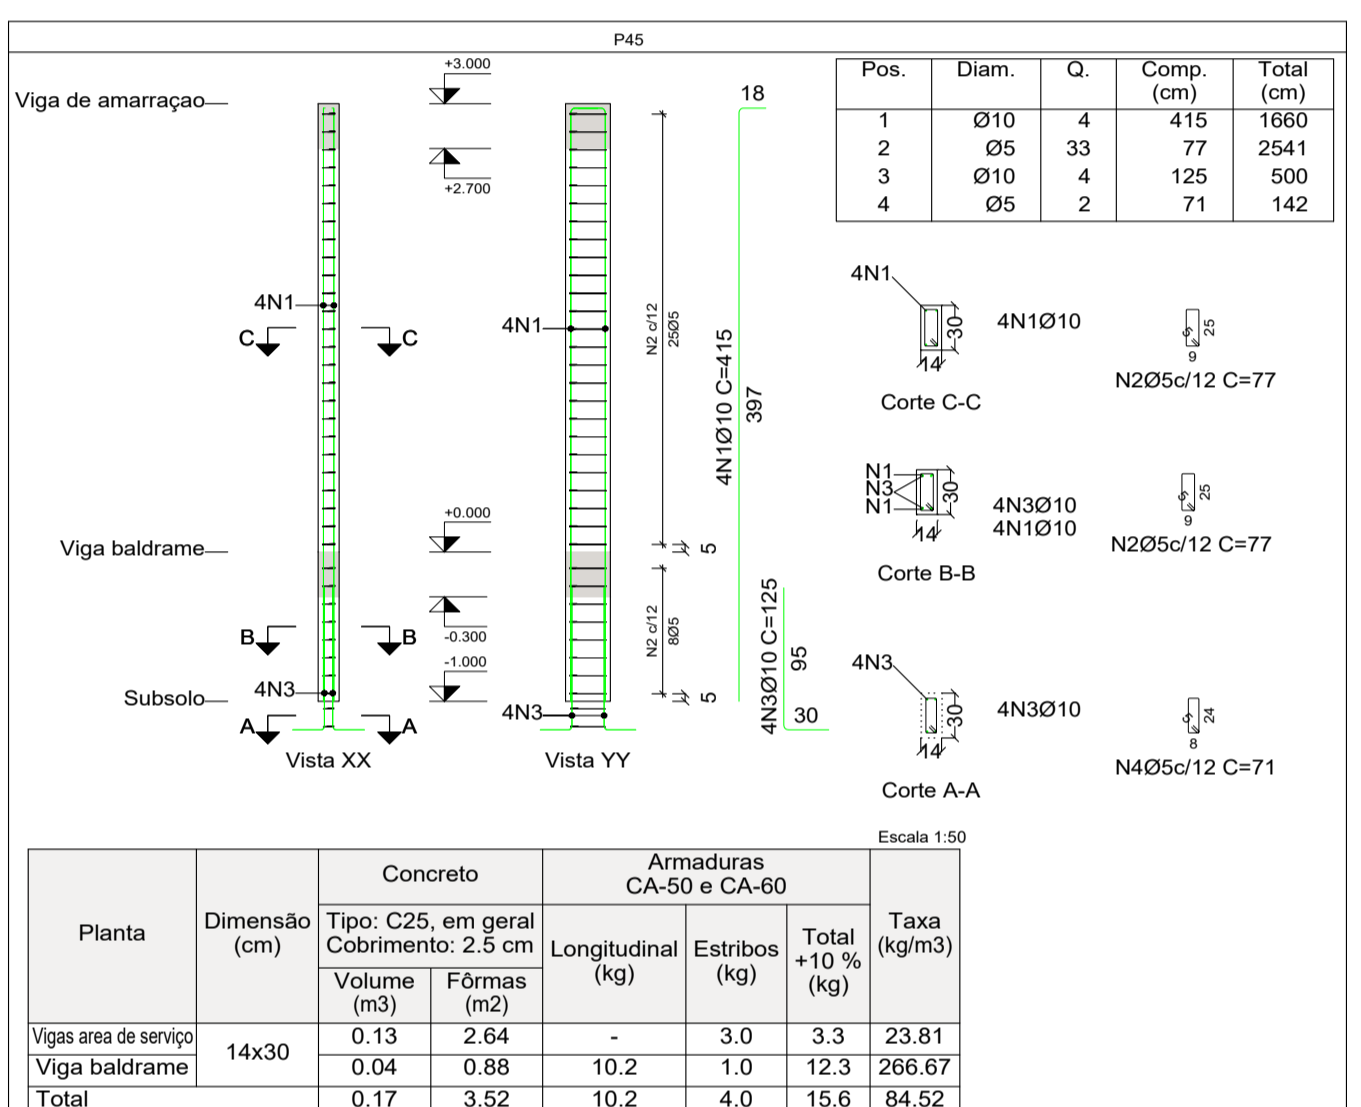 P45
Viga de amarraçao
+3.000
+2.700
4N1
C
C
4N1
N2 c/12
25Ø5
18
4N1Ø10 C=415
397
Viga baldrame
+0.000
-0.300
5
B
B
N2 c/12
8Ø5
-1.000
Subsolo
4N3
4N3
5
A
A
4N3Ø10 C=125
95
30
Vista XX
Vista YY
Pos. Diam. Q. Comp. (cm) Total (cm)
1 Ø10 4 415 1660
2 Ø5 33 77 2541
3 Ø10 4 125 500
4 Ø5 2 71 142
4N1
30
14
4N1Ø10
Corte C-C
5
25
9
N2Ø5c/12 C=77
N1
N3
N1
30
14
4N3Ø10
4N1Ø10
Corte B-B
5
25
9
N2Ø5c/12 C=77
4N3
30
14
4N3Ø10
Corte A-A
5
24
8
N4Ø5c/12 C=71
Escala 1:50
Planta
Dimensão
(cm)
Concreto
Tipo: C25, em geral
Cobrimento: 2.5 cm
Volume
(m3)
Fôrmas
(m2)
Armaduras
CA-50 e CA-60
Longitudinal
(kg)
Estribos
(kg)
Total
+10 %
(kg)
Taxa
(kg/m3)
Vigas area de serviço 14x30 0.13 2.64 - 3.0 3.3 23.81
Viga baldrame 0.04 0.88 10.2 1.0 12.3 266.67
Total 0.17 3.52 10.2 4.0 15.6 84.52